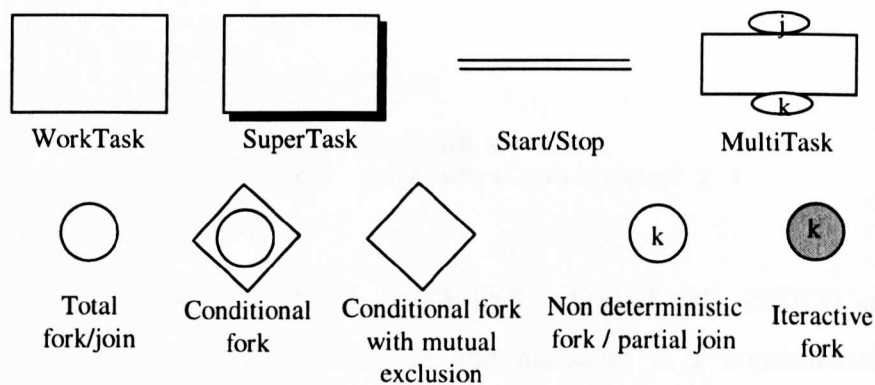 j
k
WorkTask SuperTask Start/Stop MultiTask
k k
Total fork/join
Conditional fork
Conditional fork with mutual exclusion
Non deterministic fork / partial join
Iteractive fork